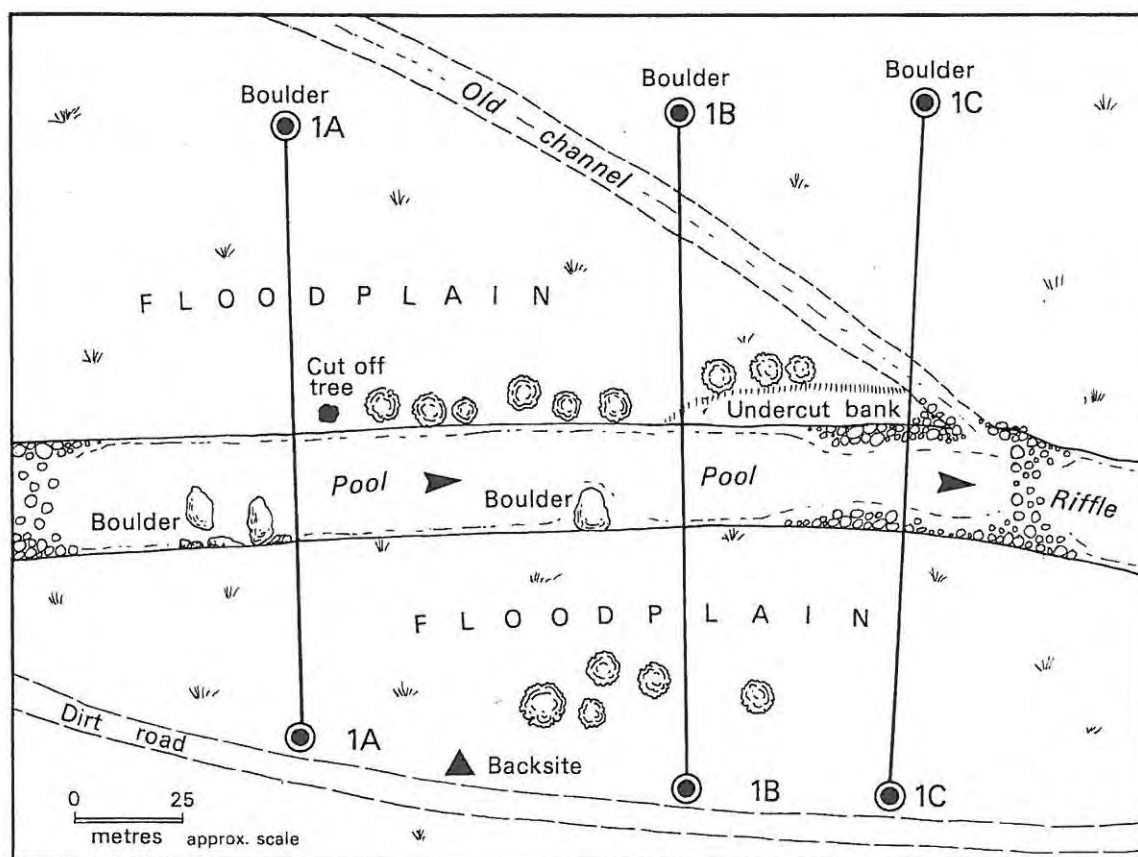 Boulder
1A
Old channel
Boulder
1B
Boulder
1C
FLOODPLAIN
Cut off
tree
Undercut bank
Pool
Boulder
Boulder
Pool
Riffle
FLOODPLAIN
Dirt road
1A
Backsite
1B
1C
0 25
metres approx. scale